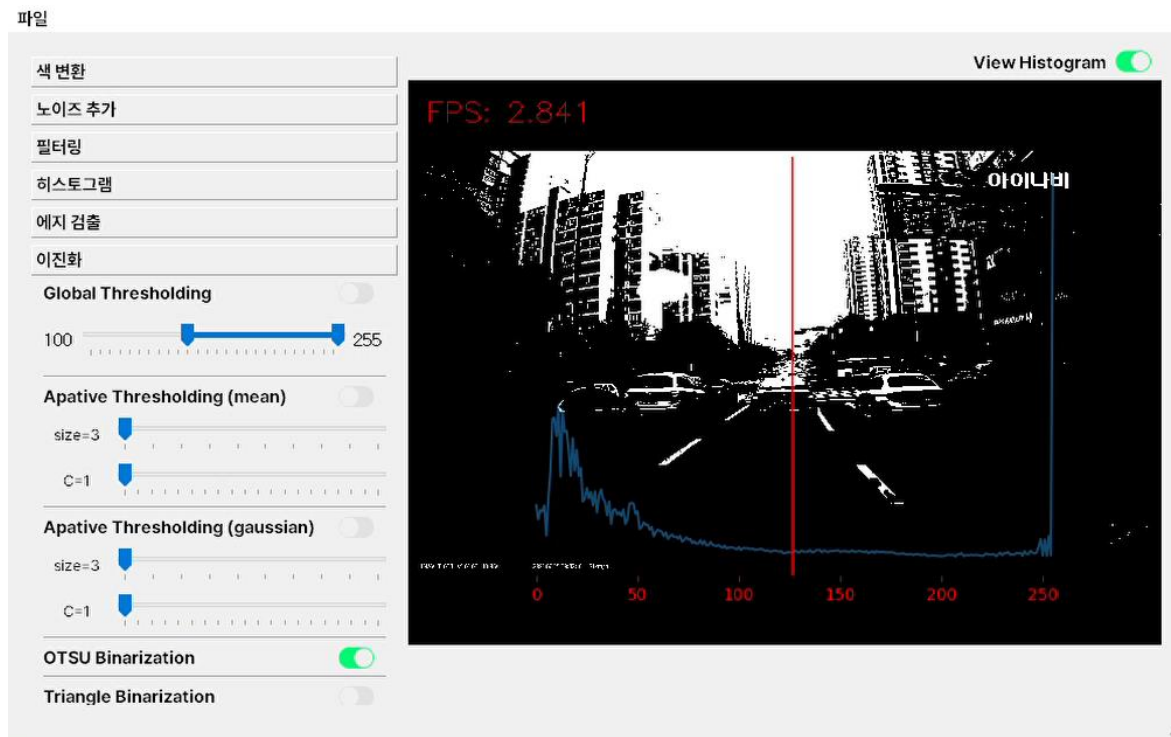 파일
색 변환
노이즈 추가
필터링
히스토그램
에지 검출
이진화
Global Thresholding
100 255
Apative Thresholding (mean)
size=3
C=1
Apative Thresholding (gaussian)
size=3
C=1
OTSU Binarization
Triangle Binarization
View Histogram
FPS: 2.841
아이나비
0 50 100 150 200 250